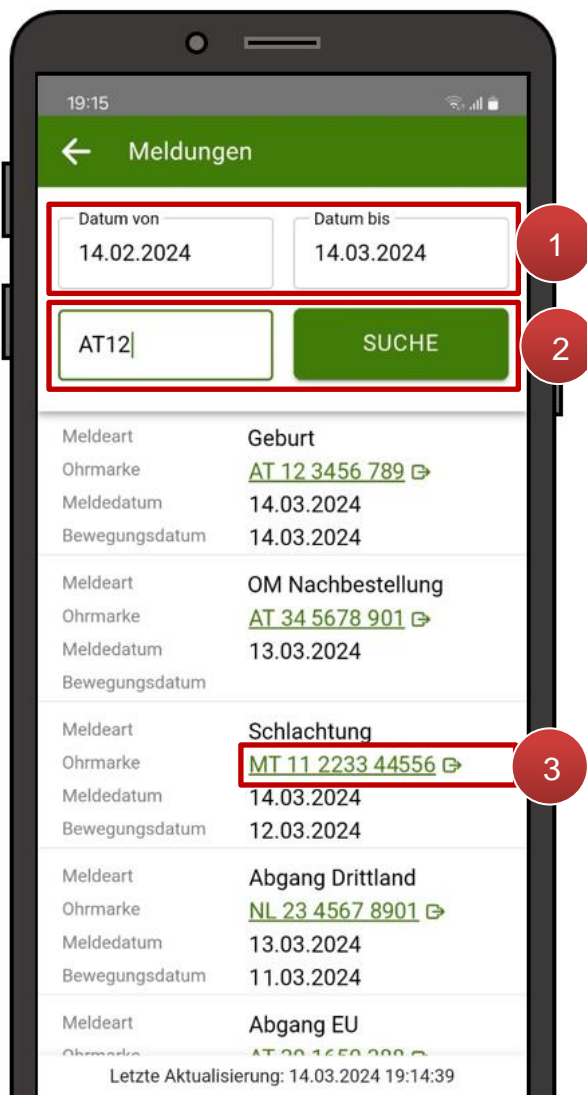 19:15
Meldungen
Datum von
Datum bis
14.02.2024
14.03.2024
1
AT12
SUCHE
2
Meldeart Geburt
Ohrmarke AT 12 3456 789
Meldedatum 14.03.2024
Bewegungsdatum 14.03.2024
Meldeart OM Nachbestellung
Ohrmarke AT 34 5678 901
Meldedatum 13.03.2024
Bewegungsdatum
Meldeart Schlachtung
Ohrmarke MT 11 2233 44556
3
Meldedatum 14.03.2024
Bewegungsdatum 12.03.2024
Meldeart Abgang Drittland
Ohrmarke NL 23 4567 8901
Meldedatum 13.03.2024
Bewegungsdatum 11.03.2024
Meldeart Abgang EU
Ohrmarke
Letzte Aktualisierung: 14.03.2024 19:14:39